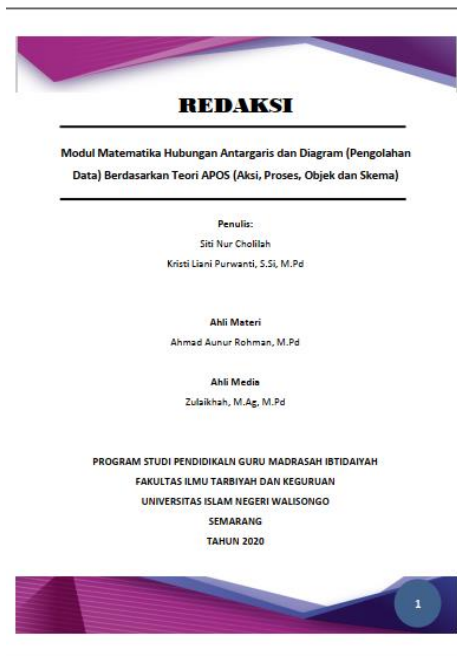 REDAKSI
Modul Matematika Hubungan Antargaris dan Diagram (Pengolahan
Data) Berdasarkan Teori APOS (Aksi, Proses, Objek dan Skema)
Penulis:
Siti Nur Cholilah
Kristi Liani Purwanti, S.Si, M.Pd
Ahli Materi
Ahmad Aunur Rohman, M.Pd
Ahli Media
Zulaikhah, M.Ag, M.Pd
PROGRAM STUDI PENDIDIKALN GURU MADRASAH IBTIDAIYAH
FAKULTAS ILMU TARBIYAH DAN KEGURUAN
UNIVERSITAS ISLAM NEGERI WALISONGO
SEMARANG
TAHUN 2020
1